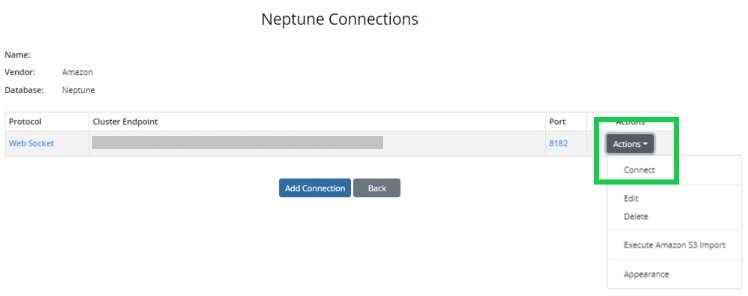 Neptune Connections
Name:
Vendor: Amazon
Database: Neptune
Protocol Cluster Endpoint Port Actions
Web Socket 8182 Actions
Connect
Add Connection Back
Edit
Delete
Execute Amazon S3 Import
Appearance